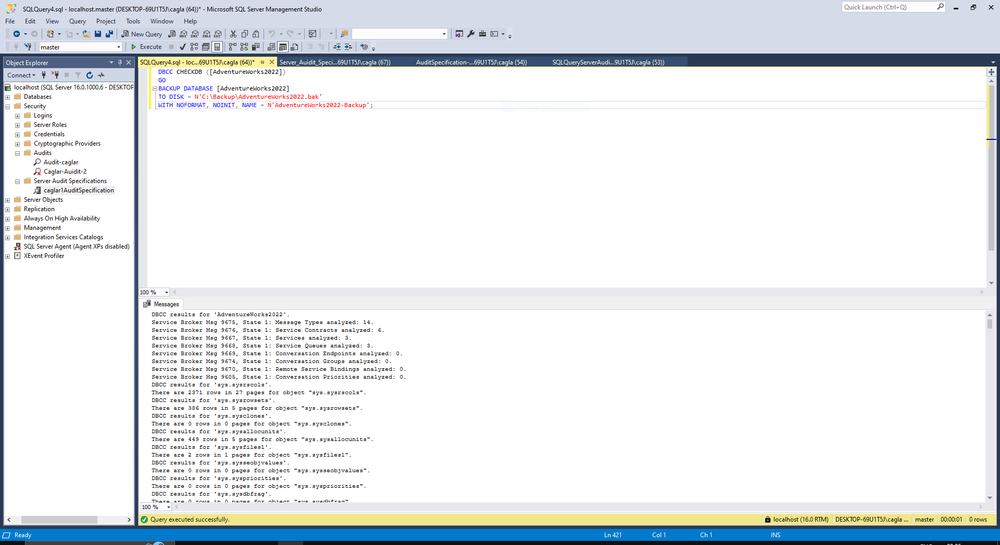 SQLQuery4.sql - localhost.master (DESKTOP-69U1T5J\cagla (64))* - Microsoft SQL Server Management Studio
Quick Launch (Ctrl+Q)
File Edit View Query Project Tools Window Help
New Query MDX DMX XMLA DAX
master Execute
Object Explorer
SQLQuery4.sql - loc...69U1T5J\cagla (64))* Server_Auidit_Speci...69U1T5J\cagla (67)) AuditSpecification-...69U1T5J\cagla (54)) SQLQueryServerAudi...9U1T5J\cagla (53))
Connect
localhost (SQL Server 16.0.1000.6 - DESKTOP
Databases
Security
Logins
Server Roles
Credentials
Cryptographic Providers
Audits
Audit-caglar
Caglar-Auidit-2
Server Audit Specifications
caglar1AuditSpecification
Server Objects
Replication
Always On High Availability
Management
Integration Services Catalogs
SQL Server Agent (Agent XPs disabled)
XEvent Profiler
DBCC CHECKDB ([AdventureWorks2022])
GO
BACKUP DATABASE [AdventureWorks2022]
TO DISK = N'C:\Backup\AdventureWorks2022.bak'
WITH NOFORMAT, NOINIT, NAME = N'AdventureWorks2022-Backup';
100 %
Messages
DBCC results for 'AdventureWorks2022'.
Service Broker Msg 9675, State 1: Message Types analyzed: 14.
Service Broker Msg 9676, State 1: Service Contracts analyzed: 6.
Service Broker Msg 9667, State 1: Services analyzed: 3.
Service Broker Msg 9668, State 1: Service Queues analyzed: 3.
Service Broker Msg 9669, State 1: Conversation Endpoints analyzed: 0.
Service Broker Msg 9674, State 1: Conversation Groups analyzed: 0.
Service Broker Msg 9670, State 1: Remote Service Bindings analyzed: 0.
Service Broker Msg 9605, State 1: Conversation Priorities analyzed: 0.
DBCC results for 'sys.sysrscols'.
There are 2371 rows in 27 pages for object "sys.sysrscols".
DBCC results for 'sys.sysrowsets'.
There are 386 rows in 5 pages for object "sys.sysrowsets".
DBCC results for 'sys.sysclones'.
There are 0 rows in 0 pages for object "sys.sysclones".
DBCC results for 'sys.sysallocunits'.
There are 449 rows in 5 pages for object "sys.sysallocunits".
DBCC results for 'sys.sysfiles1'.
There are 2 rows in 1 pages for object "sys.sysfiles1".
DBCC results for 'sys.sysseobjvalues'.
There are 0 rows in 0 pages for object "sys.sysseobjvalues".
DBCC results for 'sys.syspriorities'.
There are 0 rows in 0 pages for object "sys.syspriorities".
DBCC results for 'sys.sysdbfrag'.
There are 0 rows in 0 pages for object "sys.sysdbfrag"
100 %
Query executed successfully. localhost (16.0 RTM) DESKTOP-69U1T5J\cagla ... master 00:00:01 0 rows
Ready Ln 421 Col 1 Ch 1 INS